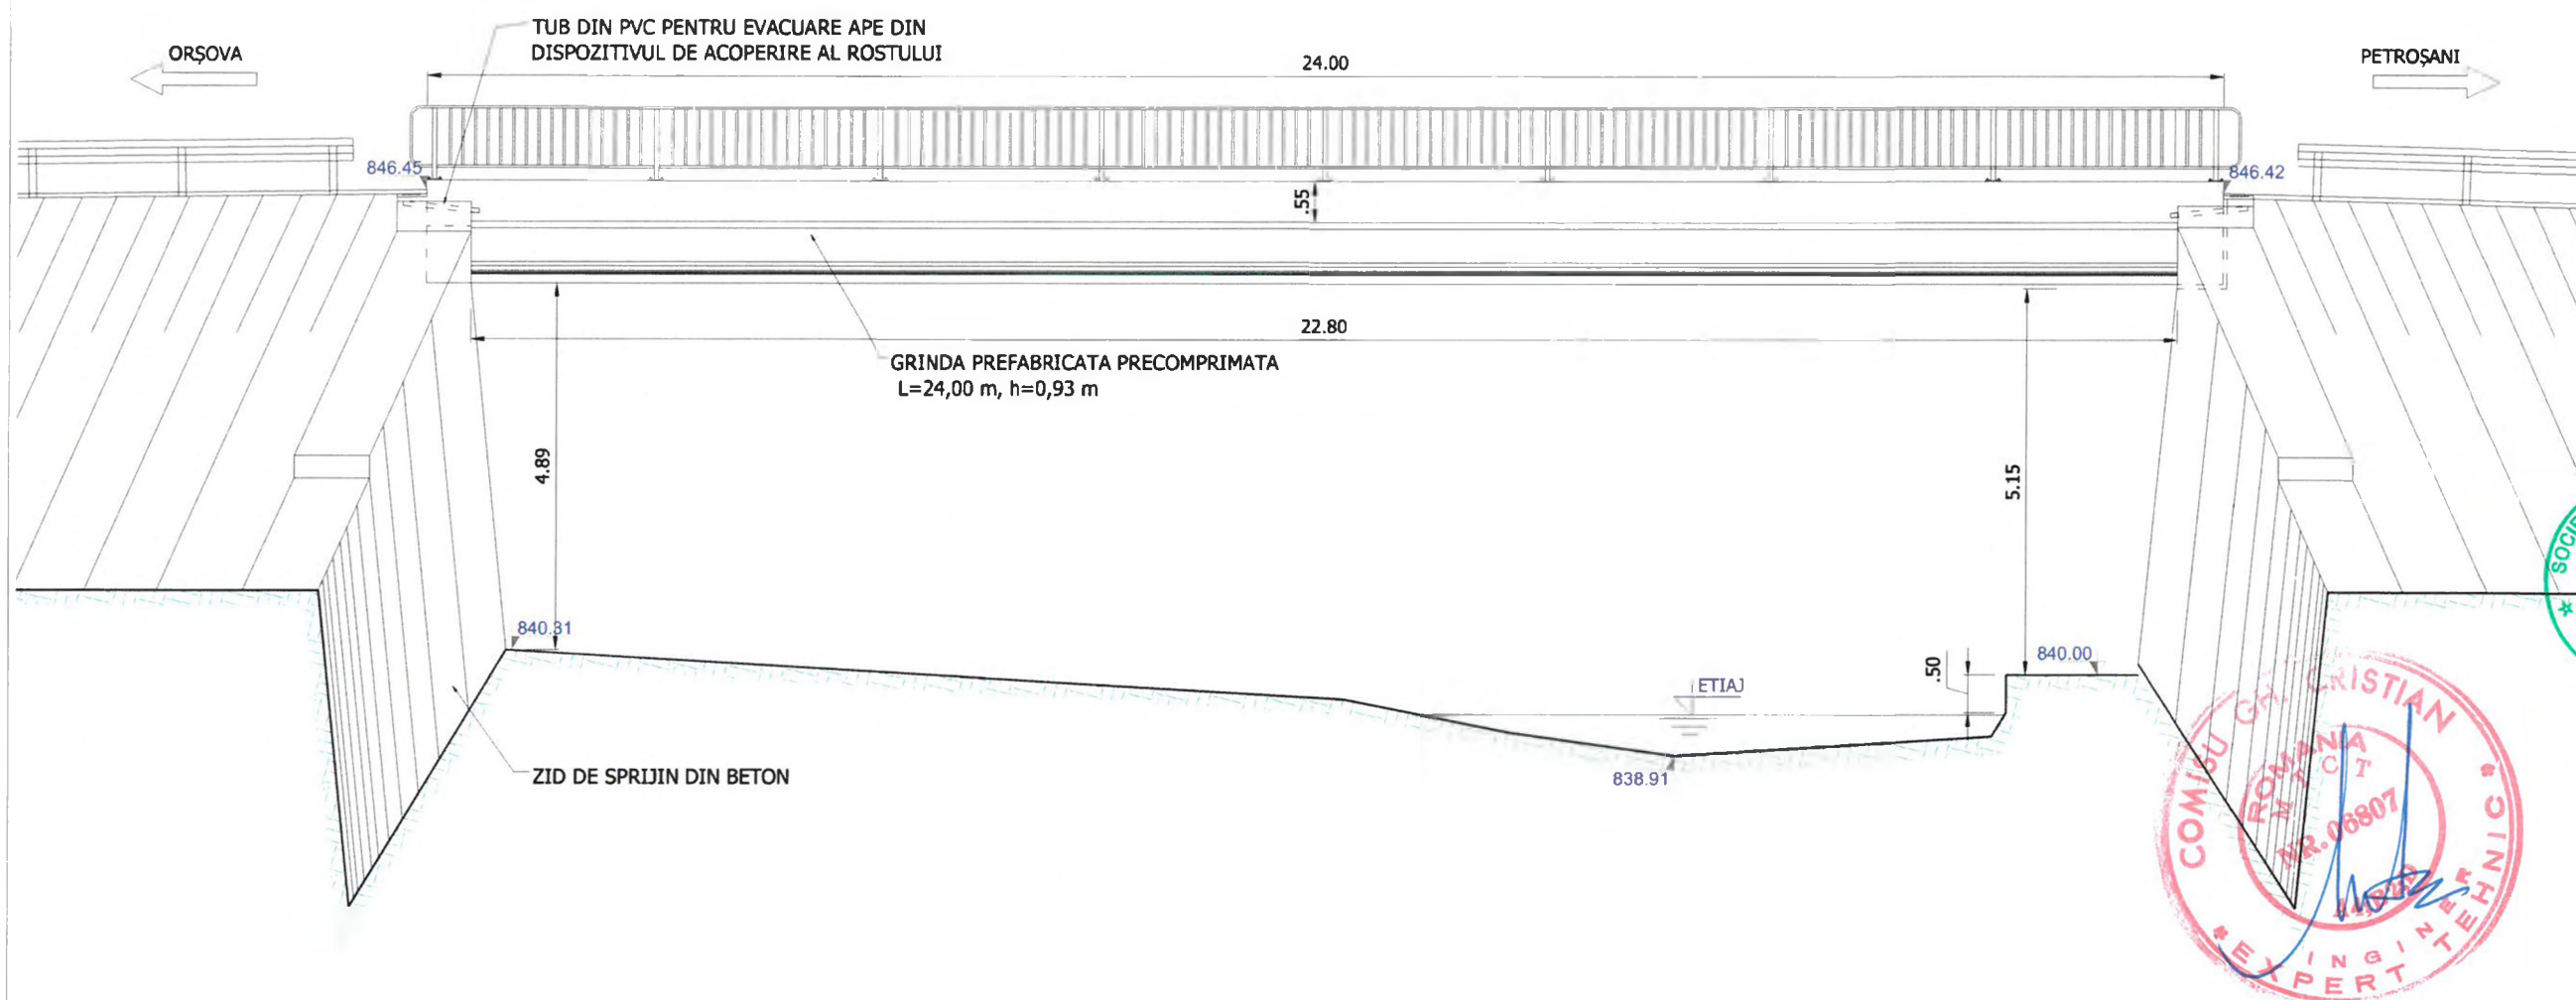 TUB DIN PVC PENTRU EVACUARE APE DIN
DISPOZITIVUL DE ACOPERIRE AL ROSTULUI
ORȘOVA
24.00
PETROȘANI
846.45
846.42
.55
22.80
GRINDA PREFABRICATA PRECOMPRIMATA
L=24,00 m, h=0,93 m
4.89
5.15
840.31
840.00
.50
ETIAJ
838.91
ZID DE SPRIJIN DIN BETON
COMISU GH. CRISTIAN
ROMANIA
M T C T
NR. 06807
INGINER
EXPERT TEHNIC